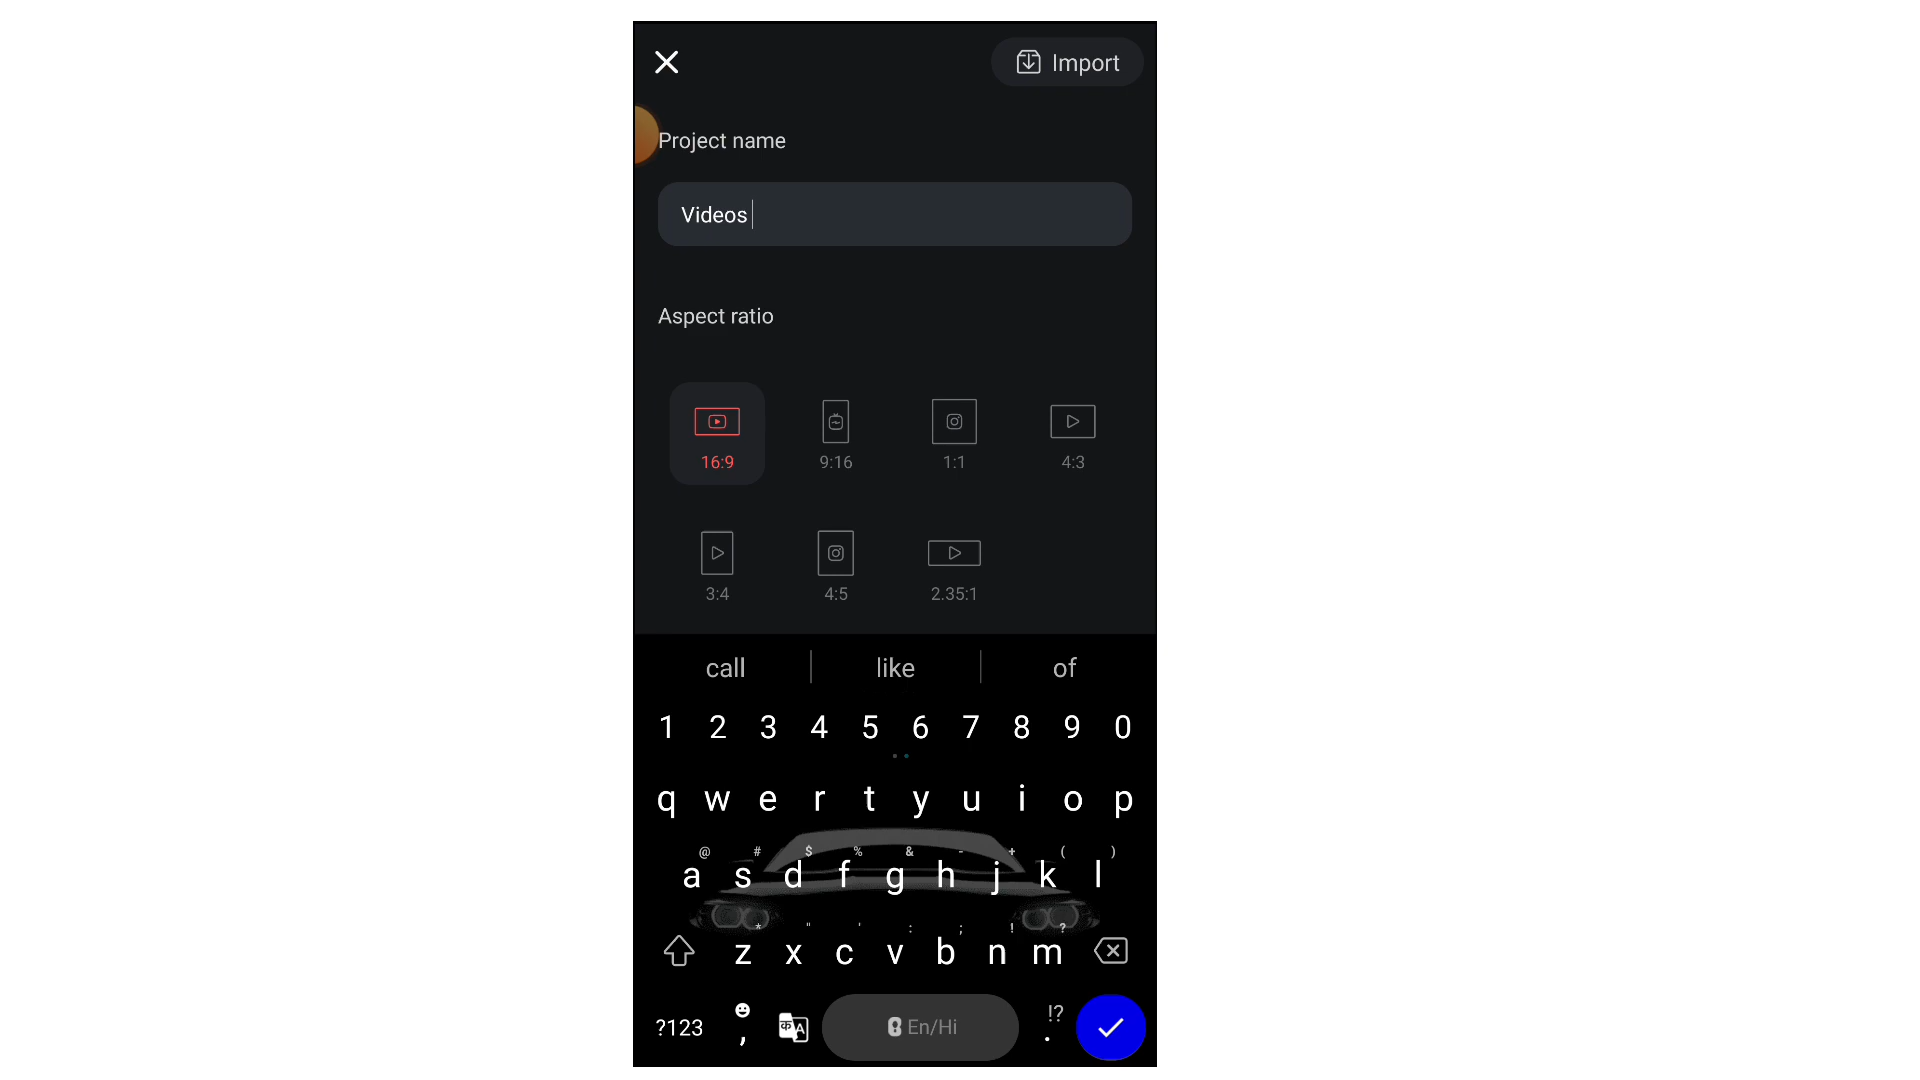 Import
Project name
Videos
Aspect ratio
16:9 9:16 1:1 4:3
3:4 4:5 2.35:1
call like of
1 2 3 4 5 6 7 8 9 0
q w e r t y u i o p
@ # $ % & - + ( )
a s d f g h j k l
* " ' : ; ! ?
z x c v b n m
!?
?123 , क A En/Hi .